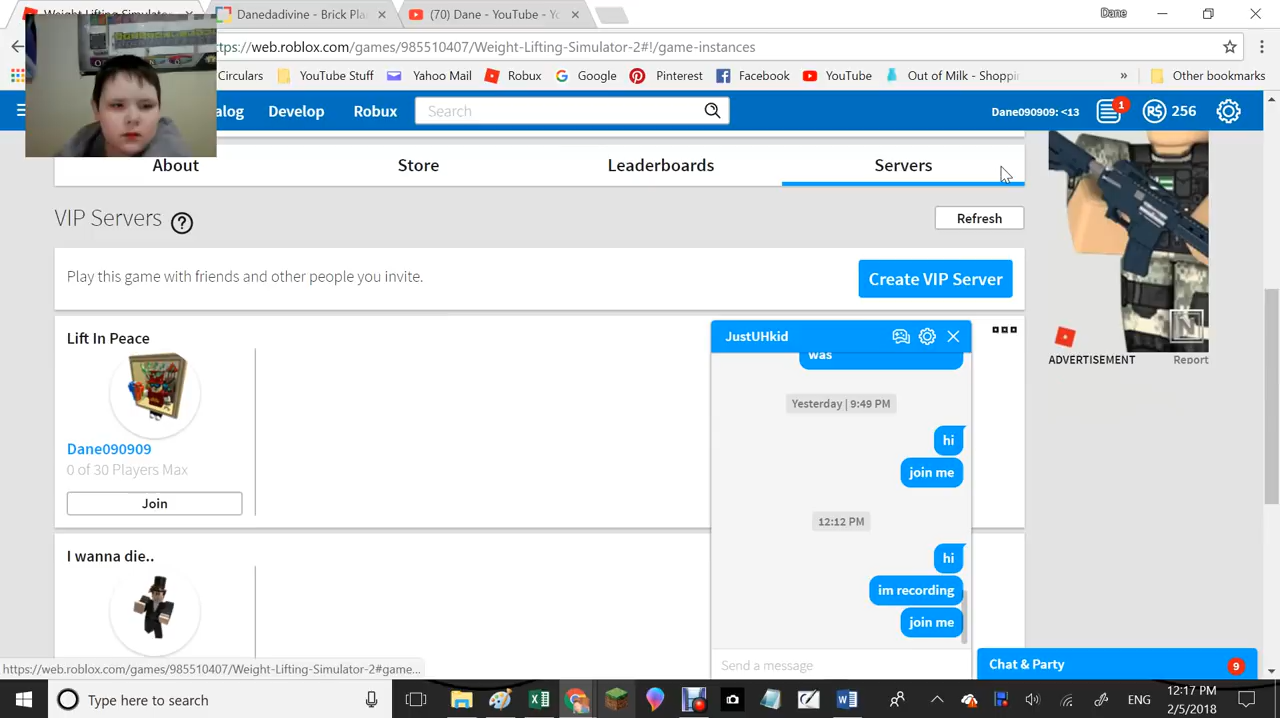 Weight Lifting Simulator
Danedadivine - Brick Pla
(70) Dane - YouTube - Yo
Dane
ttps://web.roblox.com/games/985510407/Weight-Lifting-Simulator-2#!/game-instances
Circulars
YouTube Stuff
Yahoo Mail
Robux
Google
Pinterest
Facebook
YouTube
Out of Milk - Shoppi
»
Other bookmarks
alog
Develop
Robux
Search
Dane090909: <13
1
R$ 256
About
Store
Leaderboards
Servers
VIP Servers ?
Refresh
Play this game with friends and other people you invite.
Create VIP Server
Lift In Peace
Dane090909
0 of 30 Players Max
Join
I wanna die..
JustUHkid
was
Yesterday | 9:49 PM
hi
join me
12:12 PM
hi
im recording
join me
Send a message
N
ADVERTISEMENT
Report
Chat & Party
9
https://web.roblox.com/games/985510407/Weight-Lifting-Simulator-2#game...
Type here to search
ENG
12:17 PM
2/5/2018